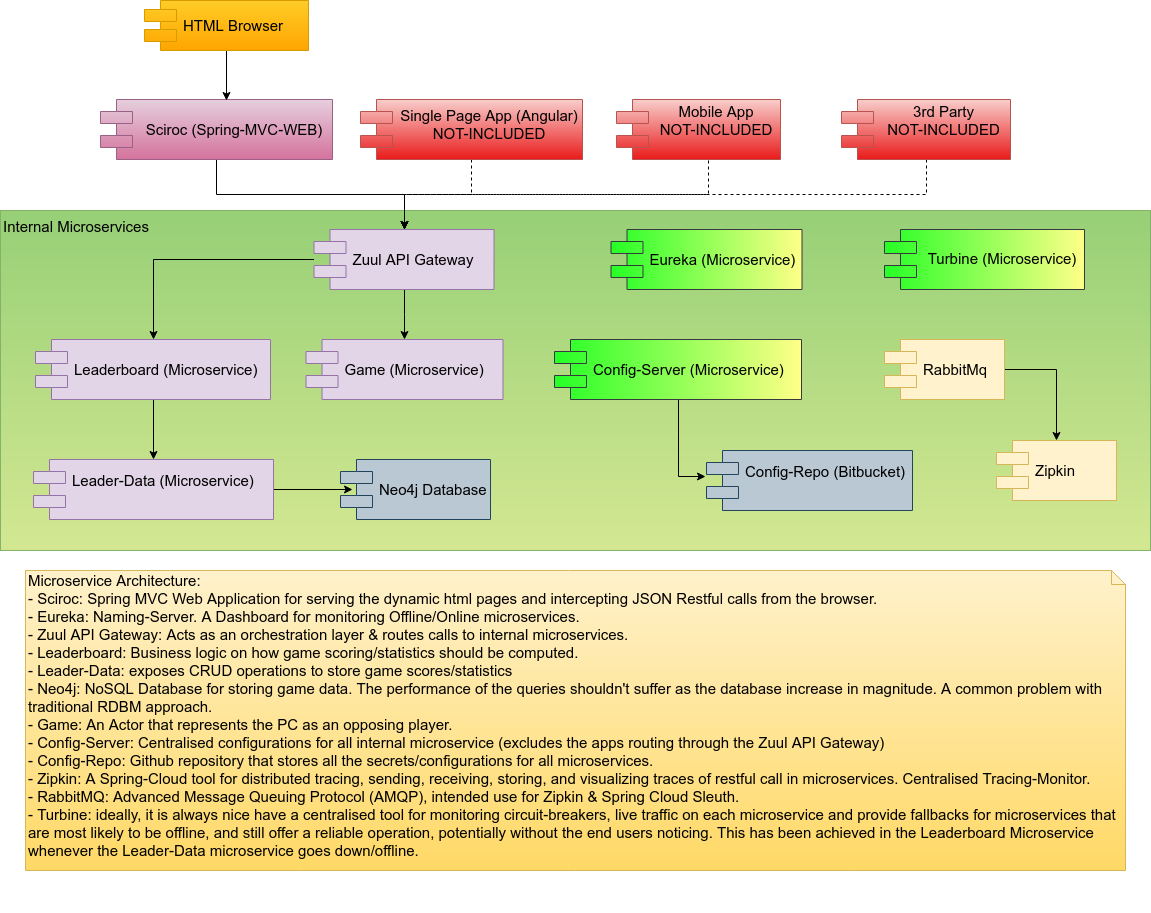 HTML Browser
Sciroc (Spring-MVC-WEB)
Single Page App (Angular)
NOT-INCLUDED
Mobile App
NOT-INCLUDED
3rd Party
NOT-INCLUDED
Internal Microservices
Zuul API Gateway
Eureka (Microservice)
Turbine (Microservice)
Leaderboard (Microservice)
Game (Microservice)
Config-Server (Microservice)
RabbitMq
Leader-Data (Microservice)
Neo4j Database
Config-Repo (Bitbucket)
Zipkin
Microservice Architecture:
- Sciroc: Spring MVC Web Application for serving the dynamic html pages and intercepting JSON Restful calls from the browser.
- Eureka: Naming-Server. A Dashboard for monitoring Offline/Online microservices.
- Zuul API Gateway: Acts as an orchestration layer & routes calls to internal microservices.
- Leaderboard: Business logic on how game scoring/statistics should be computed.
- Leader-Data: exposes CRUD operations to store game scores/statistics
- Neo4j: NoSQL Database for storing game data. The performance of the queries shouldn't suffer as the database increase in magnitude. A common problem with
traditional RDBM approach.
- Game: An Actor that represents the PC as an opposing player.
- Config-Server: Centralised configurations for all internal microservice (excludes the apps routing through the Zuul API Gateway)
- Config-Repo: Github repository that stores all the secrets/configurations for all microservices.
- Zipkin: A Spring-Cloud tool for distributed tracing, sending, receiving, storing, and visualizing traces of restful call in microservices. Centralised Tracing-Monitor.
- RabbitMQ: Advanced Message Queuing Protocol (AMQP), intended use for Zipkin & Spring Cloud Sleuth.
- Turbine: ideally, it is always nice have a centralised tool for monitoring circuit-breakers, live traffic on each microservice and provide fallbacks for microservices that
are most likely to be offline, and still offer a reliable operation, potentially without the end users noticing. This has been achieved in the Leaderboard Microservice
whenever the Leader-Data microservice goes down/offline.